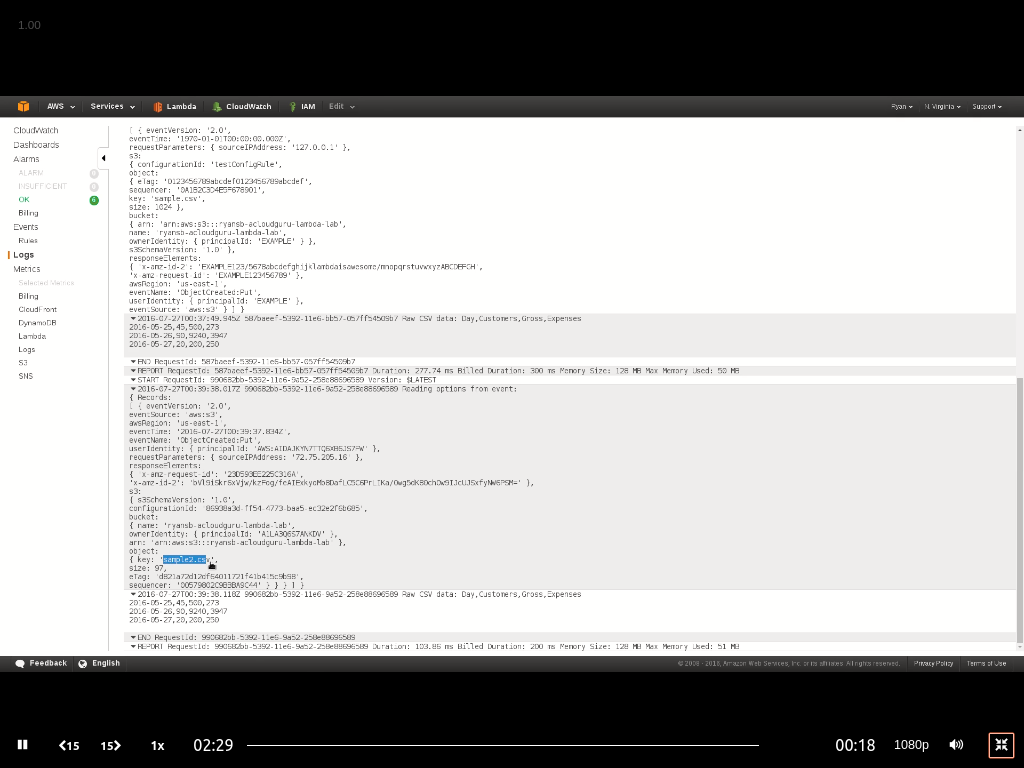 1.00
AWS Services Lambda CloudWatch IAM Edit Ryan N. Virginia Support
CloudWatch
Dashboards
Alarms
ALARM 0
INSUFFICIENT 0
OK 6
Billing
Events
Rules
Logs
Metrics
Selected Metrics
Billing
CloudFront
DynamoDB
Lambda
Logs
S3
SNS
[ { eventVersion: '2.0',
eventTime: '1970-01-01T00:00:00.000Z',
requestParameters: { sourceIPAddress: '127.0.0.1' },
s3:
{ configurationId: 'testConfigRule',
object:
{ eTag: '0123456789abcdef0123456789abcdef',
sequencer: '0A1B2C3D4E5F678901',
key: 'sample.csv',
size: 1024 },
bucket:
{ arn: 'arn:aws:s3:::ryansb-acloudguru-lambda-lab',
name: 'ryansb-acloudguru-lambda-lab',
ownerIdentity: { principalId: 'EXAMPLE' } },
s3SchemaVersion: '1.0' },
responseElements:
{ 'x-amz-id-2': 'EXAMPLE123/5678abcdefghijklambdaisawesome/mnopqrstuvwxyzABCDEFGH',
'x-amz-request-id': 'EXAMPLE123456789' },
awsRegion: 'us-east-1',
eventName: 'ObjectCreated:Put',
userIdentity: { principalId: 'EXAMPLE' },
eventSource: 'aws:s3' } ] }
2016-07-27T00:37:49.945Z 587baeef-5392-11e6-bb57-057ff54509b7 Raw CSV data: Day,Customers,Gross,Expenses
2016-05-25,45,500,273
2016-05-26,90,9240,3947
2016-05-27,20,200,250
END RequestId: 587baeef-5392-11e6-bb57-057ff54509b7
REPORT RequestId: 587baeef-5392-11e6-bb57-057ff54509b7 Duration: 277.74 ms Billed Duration: 300 ms Memory Size: 128 MB Max Memory Used: 50 MB
START RequestId: 990682bb-5392-11e6-9a52-258e88696589 Version: $LATEST
2016-07-27T00:39:38.017Z 990682bb-5392-11e6-9a52-258e88696589 Reading options from event:
{ Records:
[ { eventVersion: '2.0',
eventSource: 'aws:s3',
awsRegion: 'us-east-1',
eventTime: '2016-07-27T00:39:37.834Z',
eventName: 'ObjectCreated:Put',
userIdentity: { principalId: 'AWS:AIDAJKYN7TTQ6XB6JS7PW' },
requestParameters: { sourceIPAddress: '72.75.205.16' },
responseElements:
{ 'x-amz-request-id': '23D593EE225C316A',
'x-amz-id-2':
s3:
{ s3SchemaVersion: '1.0',
configurationId: '86938a3d-ff54-4773-baa5-ec32e2f6b685',
bucket:
{ name: 'ryansb-acloudguru-lambda-lab',
ownerIdentity: { principalId: 'A1LA3Q6S7ANKDV' },
arn: 'arn:aws:s3:::ryansb-acloudguru-lambda-lab' },
object:
{ key: 'sample2.csv',
size: 97,
eTag: 'd821a72d12df64011721f41b415c9b98',
sequencer: '00579802C9BBBA9C44' } } } ] }
2016-07-27T00:39:38.118Z 990682bb-5392-11e6-9a52-258e88696589 Raw CSV data: Day,Customers,Gross,Expenses
2016-05-25,45,500,273
2016-05-26,90,9240,3947
2016-05-27,20,200,250
END RequestId: 990682bb-5392-11e6-9a52-258e88696589
REPORT RequestId: 990682bb-5392-11e6-9a52-258e88696589 Duration: 103.86 ms Billed Duration: 200 ms Memory Size: 128 MB Max Memory Used: 51 MB
Feedback English © 2008 - 2016, Amazon Web Services, Inc. or its affiliates. All rights reserved. Privacy Policy Terms of Use
15 15 1x 02:29 00:18 1080p